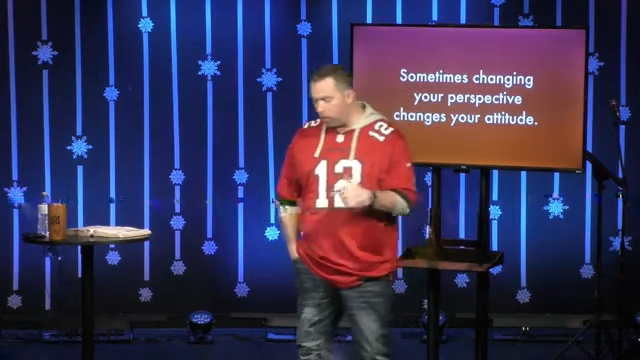 Sometimes changing
your perspective
changes your attitude.
12
12